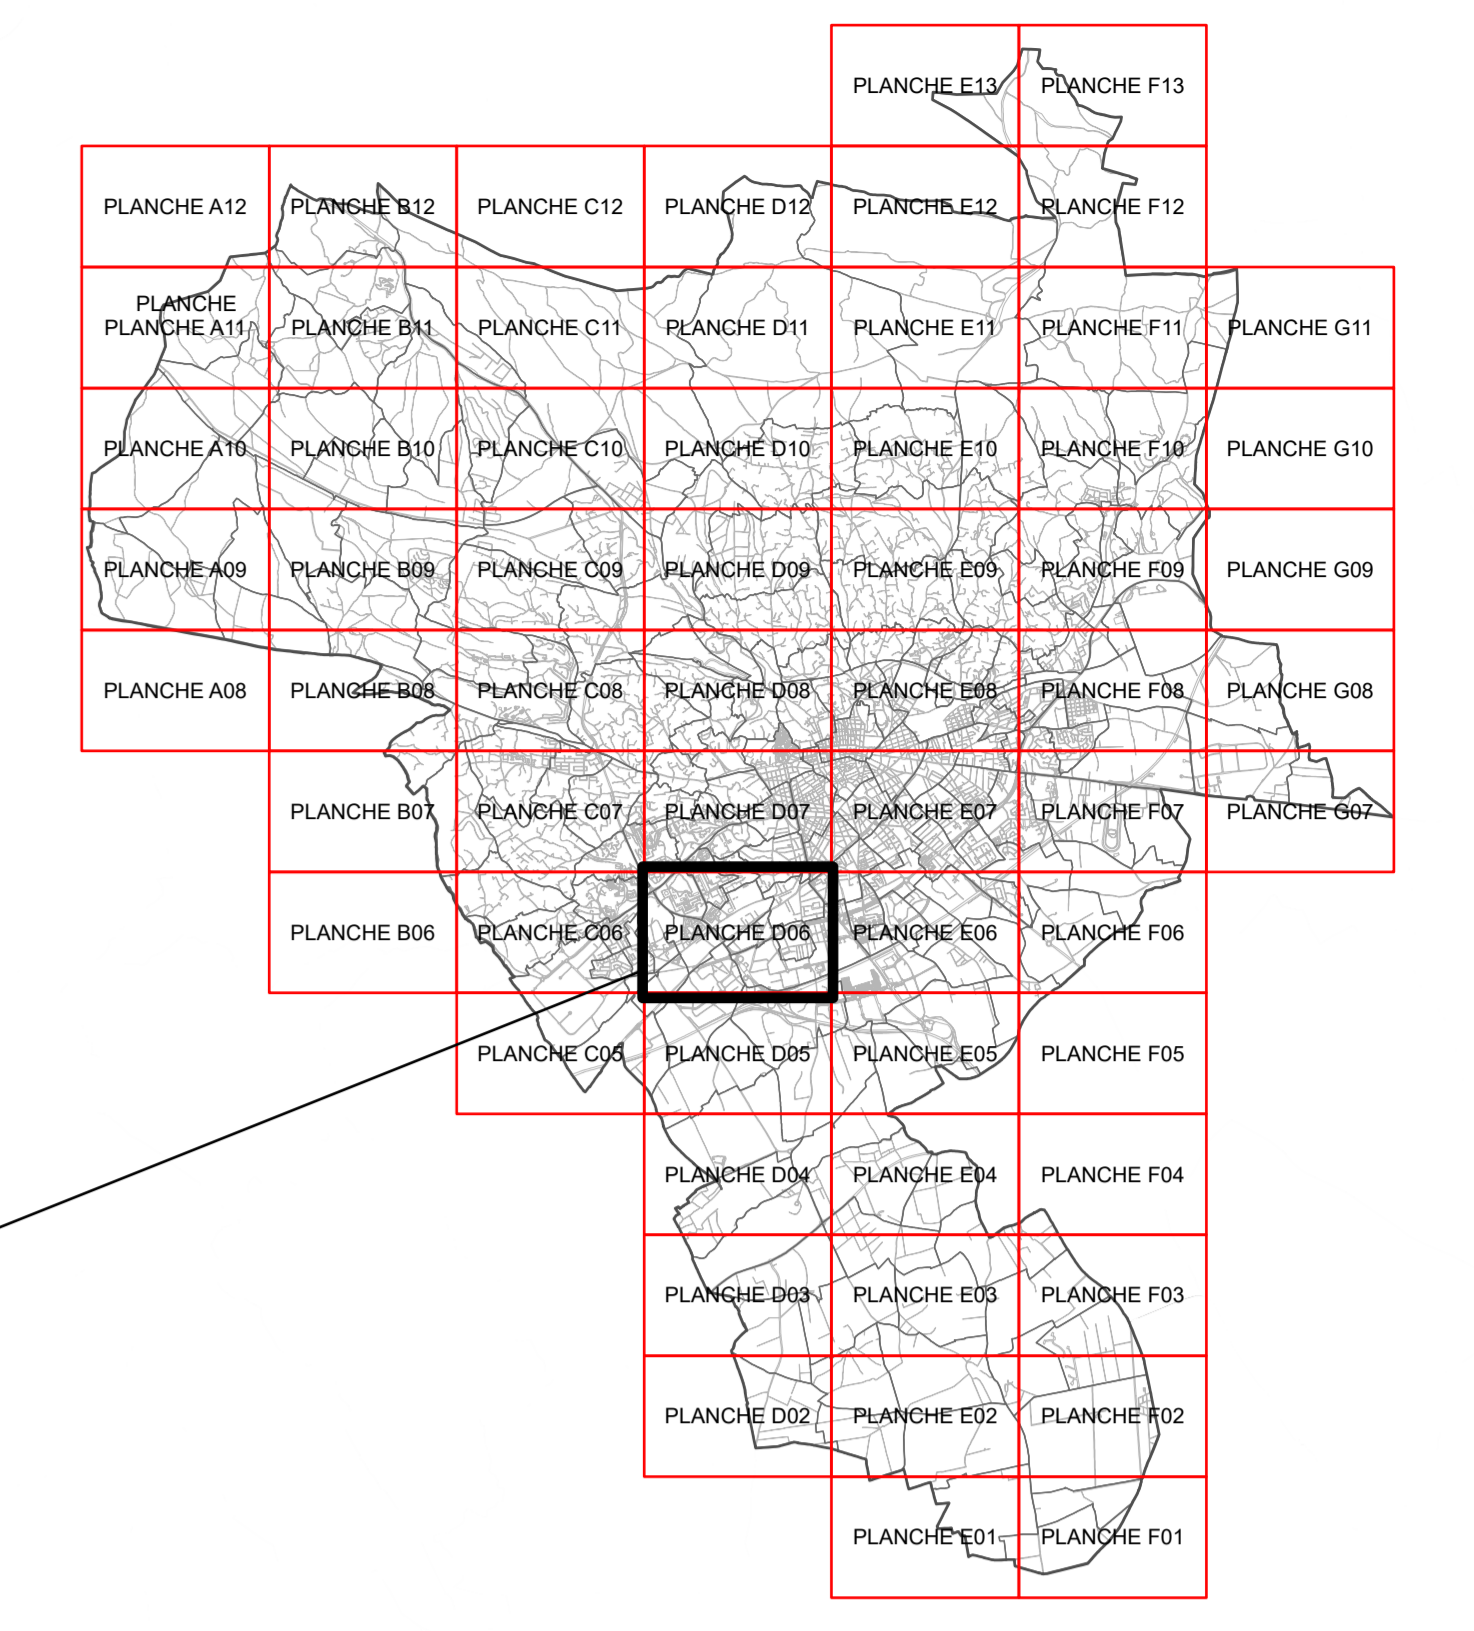 PLANCHE E13
PLANCHE F13
PLANCHE A12
PLANCHE B12
PLANCHE C12
PLANCHE D12
PLANCHE E12
PLANCHE F12
PLANCHE
PLANCHE A11
PLANCHE B11
PLANCHE C11
PLANCHE D11
PLANCHE E11
PLANCHE F11
PLANCHE G11
PLANCHE A10
PLANCHE B10
PLANCHE C10
PLANCHE D10
PLANCHE E10
PLANCHE F10
PLANCHE G10
PLANCHE A09
PLANCHE B09
PLANCHE C09
PLANCHE D09
PLANCHE E09
PLANCHE F09
PLANCHE G09
PLANCHE A08
PLANCHE B08
PLANCHE C08
PLANCHE D08
PLANCHE E08
PLANCHE F08
PLANCHE G08
PLANCHE B07
PLANCHE C07
PLANCHE D07
PLANCHE E07
PLANCHE F07
PLANCHE G07
PLANCHE B06
PLANCHE C06
PLANCHE D06
PLANCHE E06
PLANCHE F06
PLANCHE C05
PLANCHE D05
PLANCHE E05
PLANCHE F05
PLANCHE D04
PLANCHE E04
PLANCHE F04
PLANCHE D03
PLANCHE E03
PLANCHE F03
PLANCHE D02
PLANCHE E02
PLANCHE F02
PLANCHE E01
PLANCHE F01